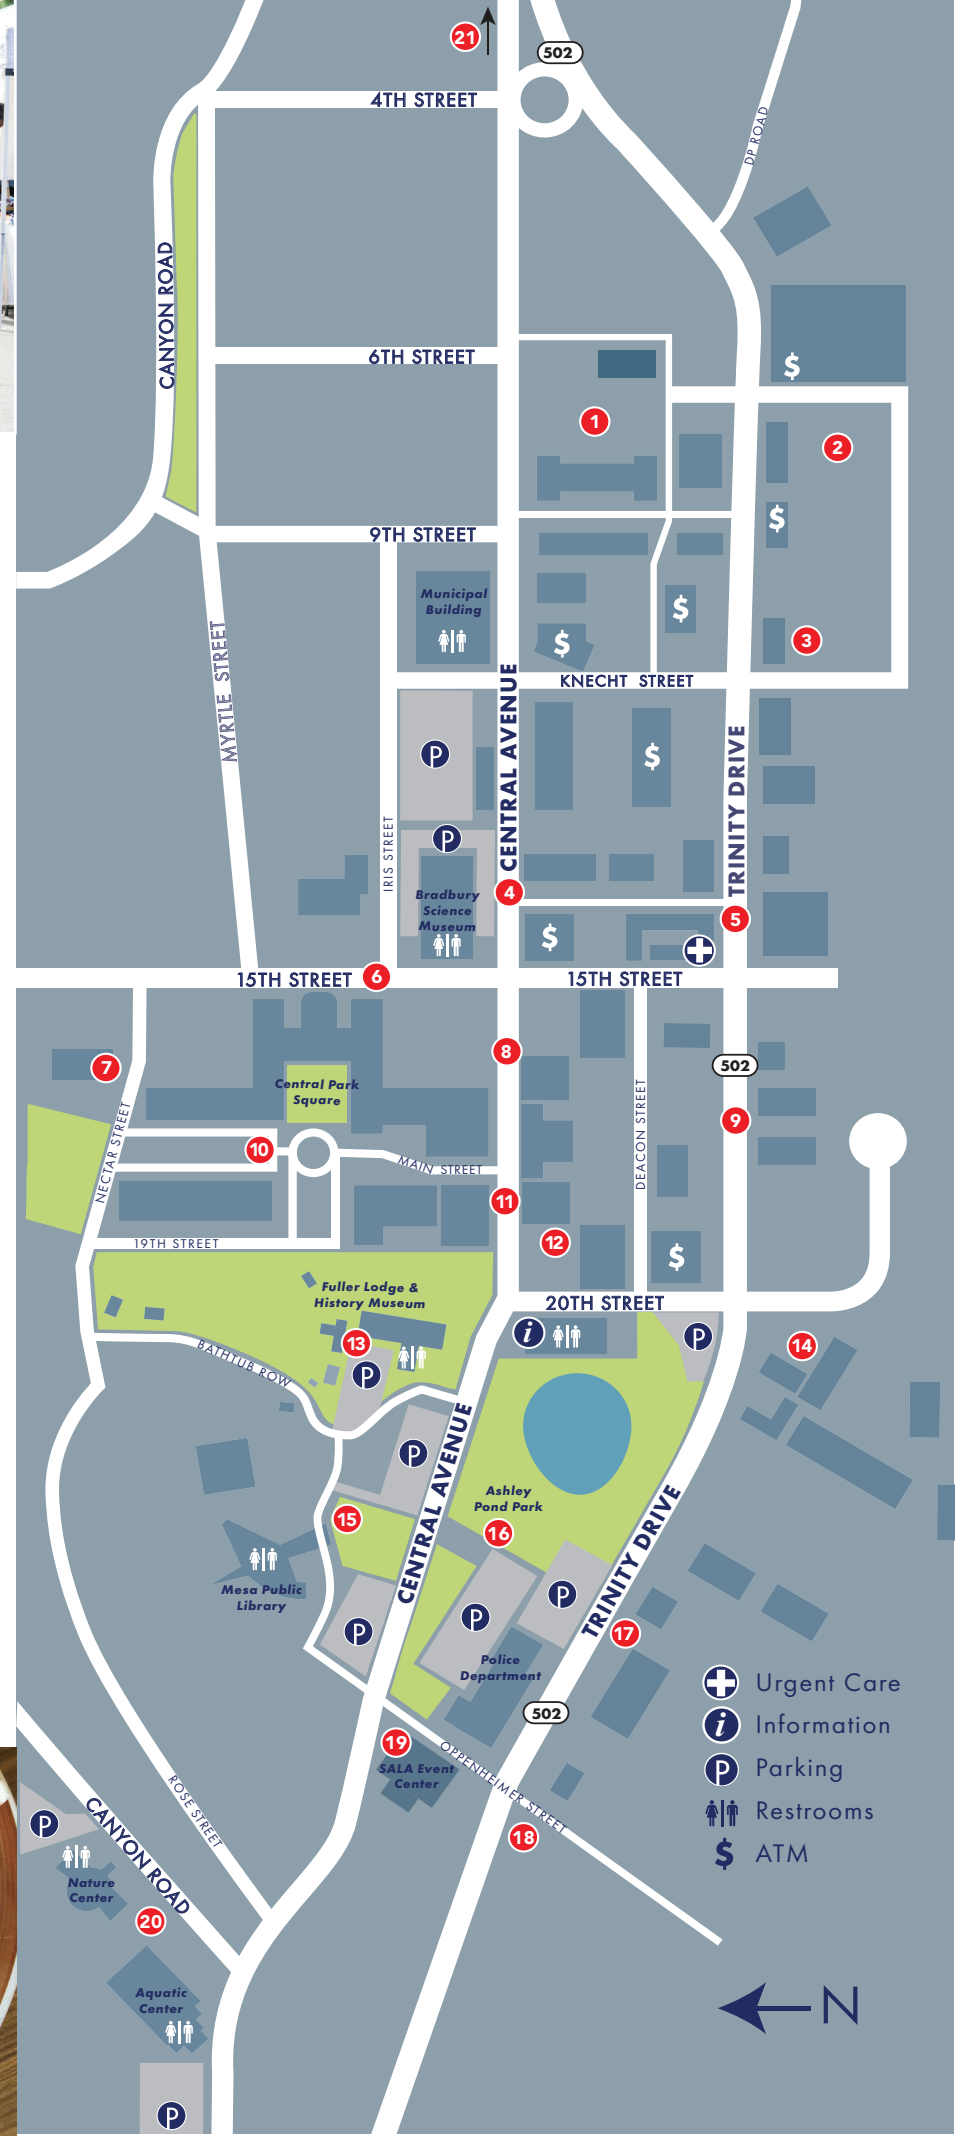 21
502
4TH STREET
DP ROAD
CANYON ROAD
6TH STREET
$
1
2
9TH STREET
$
Municipal
Building
$
$
3
MYRTLE STREET
KNECHT STREET
P
CENTRAL AVENUE
$
TRINITY DRIVE
IRIS STREET
P
Bradbury
Science
Museum
4
5
$
15TH STREET
6
15TH STREET
8
7
502
Central Park
Square
DEACON STREET
9
NECTAR STREET
10
MAIN STREET
11
12
19TH STREET
$
Fuller Lodge &
History Museum
20TH STREET
i
P
13
14
BATHTUB ROW
P
P
CENTRAL AVENUE
Ashley
Pond Park
15
16
TRINITY DRIVE
Mesa Public
Library
P
P
P
17
Police
Department
Urgent Care
502
i Information
19
OPPENHEIMER STREET
SALA Event
Center
P Parking
ROSE STREET
Restrooms
CANYON ROAD
P
18
$ ATM
Nature
Center
20
Aquatic
Center
N
P